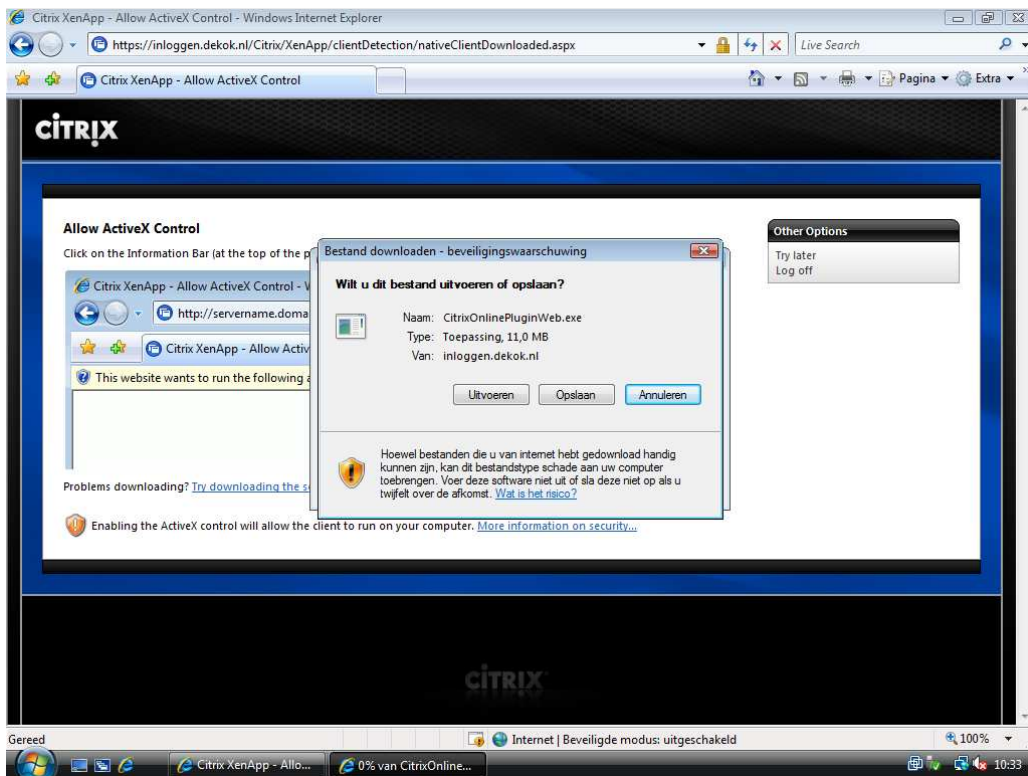 Citrix XenApp - Allow ActiveX Control - Windows Internet Explorer
https://inloggen.dekok.nl/Citrix/XenApp/clientDetection/nativeClientDownloaded.aspx
Live Search
Citrix XenApp - Allow ActiveX Control
Pagina
Extra
CITRIX
Allow ActiveX Control
Click on the Information Bar (at the top of the p
Citrix XenApp - Allow ActiveX Control - W
http://servername.doma
Citrix XenApp - Allow Activ
This website wants to run the following a
Problems downloading? Try downloading the s
Enabling the ActiveX control will allow the client to run on your computer. More information on security...
Bestand downloaden - beveiligingswaarschuwing
Wilt u dit bestand uitvoeren of opslaan?
Naam: CitrixOnlinePluginWeb.exe
Type: Toepassing, 11,0 MB
Van: inloggen.dekok.nl
Uitvoeren
Opslaan
Annuleren
Hoewel bestanden die u van internet hebt gedownload handig
kunnen zijn, kan dit bestandstype schade aan uw computer
toebrengen. Voer deze software niet uit of sla deze niet op als u
twijfelt over de afkomst. Wat is het risico?
Other Options
Try later
Log off
CITRIX
Gereed
Internet | Beveiligde modus: uitgeschakeld
100%
Citrix XenApp - Allo...
0% van CitrixOnline...
10:33